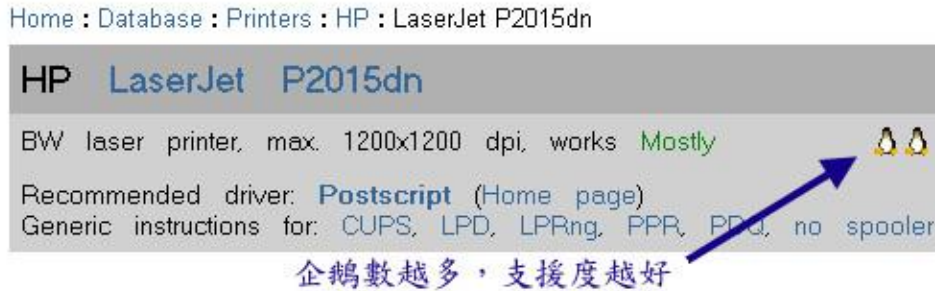 Home : Database : Printers : HP : LaserJet P2015dn
HP LaserJet P2015dn
BW laser printer, max. 1200x1200 dpi, works Mostly
Recommended driver: Postscript (Home page)
Generic instructions for: CUPS, LPD, LPRng, PPR, PDQ, no spooler
企鵝數越多，支援度越好